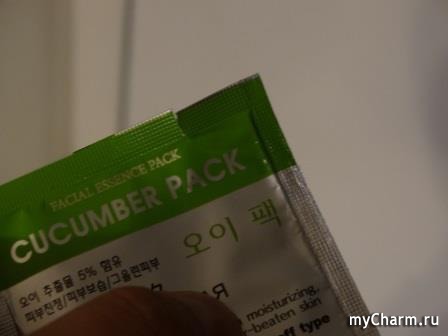 FACIAL ESSENCE PACK
CUCUMBER PACK
오이 팩
오이 추출물 5% 함유
피부진정/피부보습/그을린피부
moisturizing,
-beaten skin
off type
myCharm.ru